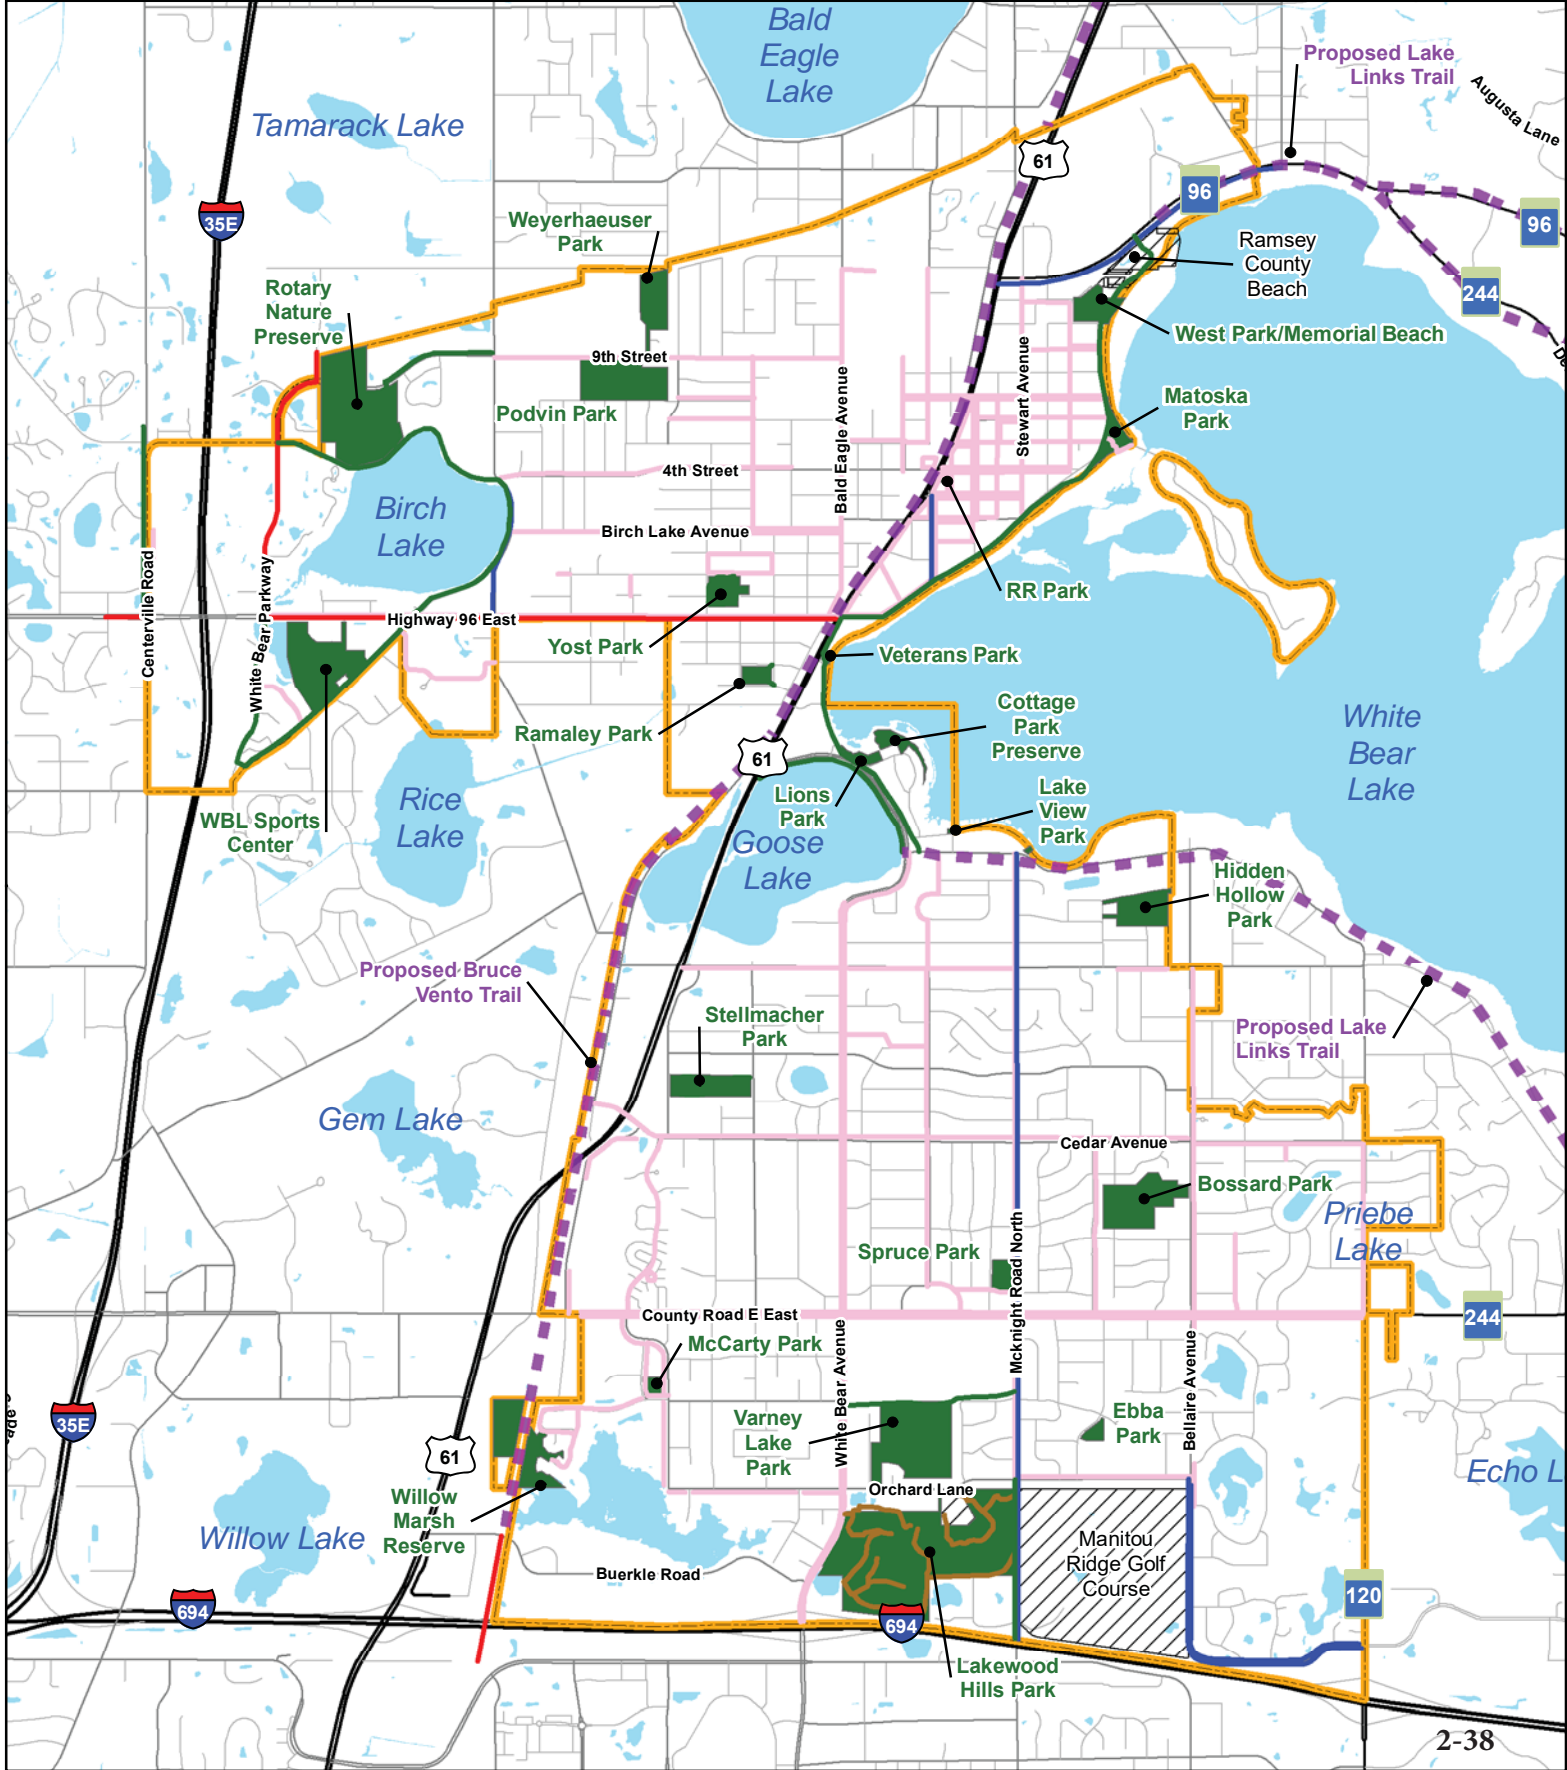 Bald
Eagle
Lake
Proposed Lake
Links Trail
Augusta Lane
Tamarack Lake
61
96
96
35E
Weyerhaeuser
Park
Ramsey
County
Beach
244
Rotary
Nature
Preserve
West Park/Memorial Beach
9th Street
Podvin Park
Bald Eagle Avenue
Stewart Avenue
Matoska
Park
4th Street
Birch
Lake
Birch Lake Avenue
RR Park
Centerville Road
White Bear Parkway
Highway 96 East
Yost Park
Veterans Park
Ramaley Park
Cottage
Park
Preserve
White
Bear
Lake
61
Lake
View
Park
Lions
Park
Rice
Lake
WBL Sports
Center
Goose
Lake
Hidden
Hollow
Park
Proposed Bruce
Vento Trail
Stellmacher
Park
Proposed Lake
Links Trail
Gem Lake
Cedar Avenue
Bossard Park
Priebe
Lake
Spruce Park
Mcknight Road North
County Road E East
244
McCarty Park
White Bear Avenue
Bellaire Avenue
35E
61
Varney
Lake
Park
Ebba
Park
Echo L
Orchard Lane
Willow
Marsh
Reserve
Willow Lake
Manitou
Ridge Golf
Course
Buerkle Road
120
694
694
Lakewood
Hills Park
2-38